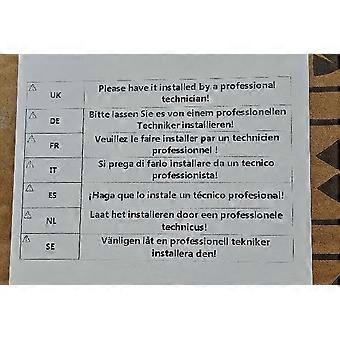 UK Please have it installed by a professional
technician!
DE Bitte lassen Sie es von einem professionellen
Techniker installieren!
FR Veuillez le faire installer par un technicien
professionnel !
IT Si prega di farlo installare da un tecnico
professionista!
ES ¡Haga que lo instale un técnico profesional!
NL Laat het installeren door een professionele
technicus!
SE Vänligen låt en professionell tekniker
installera den!